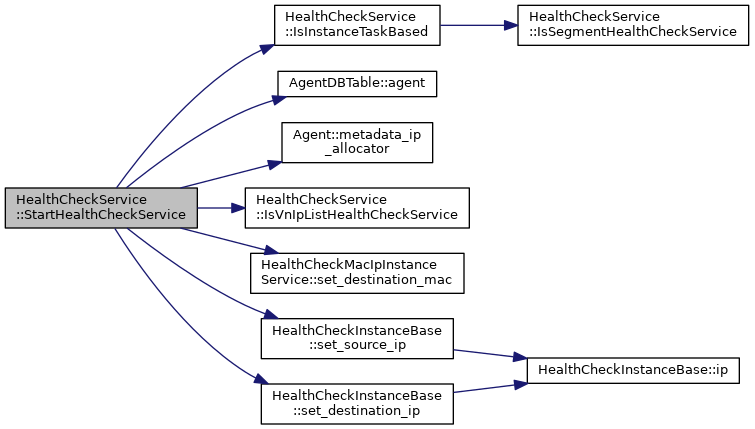 HealthCheckService
::StartHealthCheckService
HealthCheckService
::IsInstanceTaskBased
HealthCheckService
::IsSegmentHealthCheckService
AgentDBTable::agent
Agent::metadata_ip
_allocator
HealthCheckService
::IsVnIpListHealthCheckService
HealthCheckMacIpInstance
Service::set_destination_mac
HealthCheckInstanceBase
::set_source_ip
HealthCheckInstanceBase::ip
HealthCheckInstanceBase
::set_destination_ip